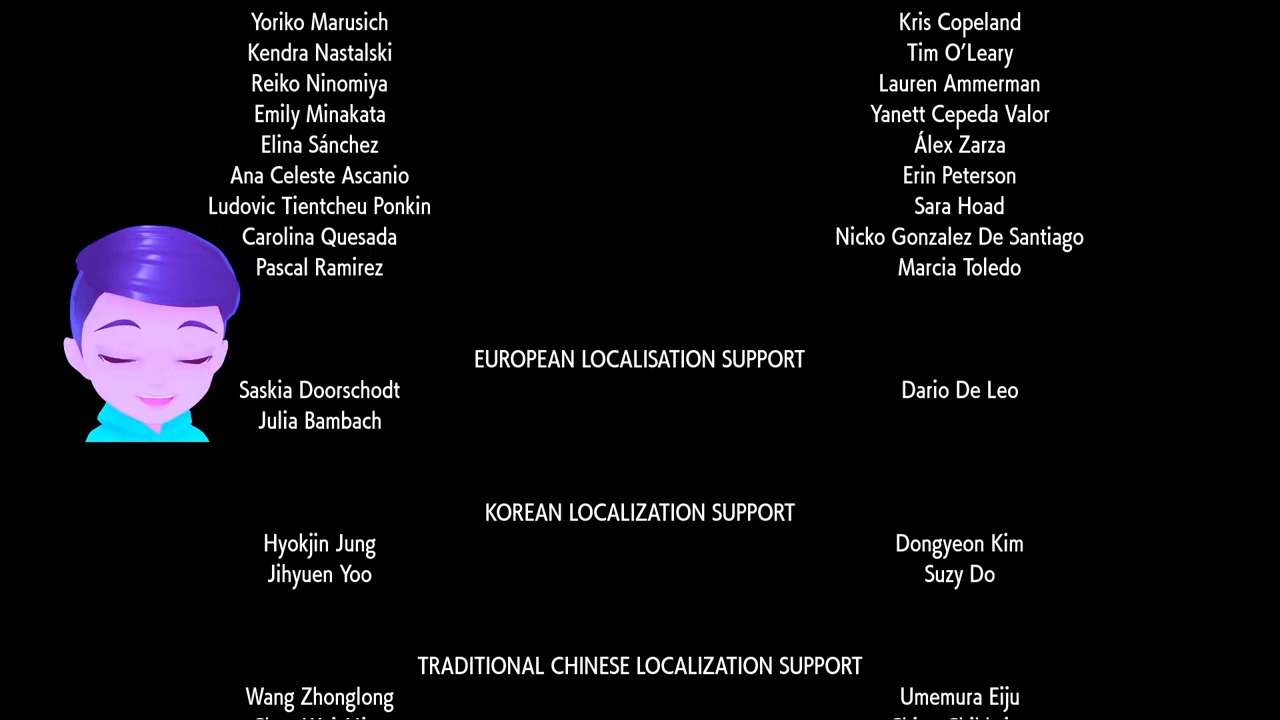 Yoriko Marusich Kris Copeland
Kendra Nastalski Tim O’Leary
Reiko Ninomiya Lauren Ammerman
Emily Minakata Yanett Cepeda Valor
Elina Sánchez Álex Zarza
Ana Celeste Ascanio Erin Peterson
Ludovic Tientcheu Ponkin Sara Hoad
Carolina Quesada Nicko Gonzalez De Santiago
Pascal Ramirez Marcia Toledo
EUROPEAN LOCALISATION SUPPORT
Saskia Doorschodt Dario De Leo
Julia Bambach
KOREAN LOCALIZATION SUPPORT
Hyokjin Jung Dongyeon Kim
Jihyuen Yoo Suzy Do
TRADITIONAL CHINESE LOCALIZATION SUPPORT
Wang Zhonglong Umemura Eiju